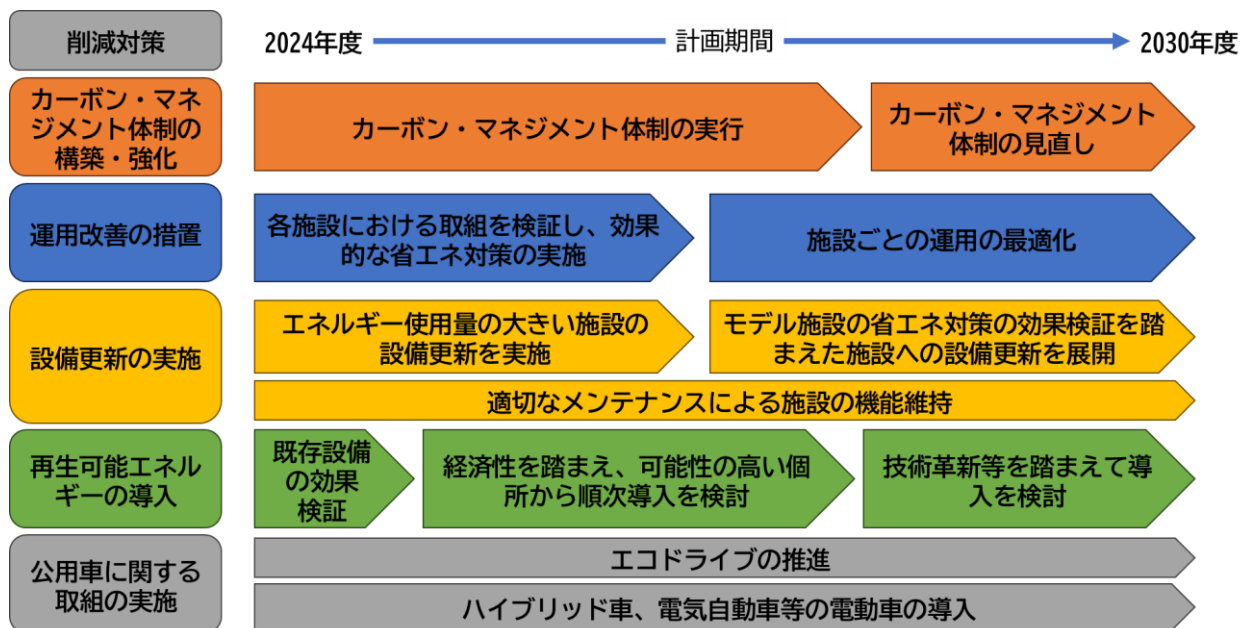 削減対策
2024年度
計画期間
2030年度
カーボン・マネ
ジメント体制の
構築・強化
カーボン・マネジメント体制の実行
カーボン・マネジメント
体制の見直し
運用改善の措置
各施設における取組を検証し、効果
的な省エネ対策の実施
施設ごとの運用の最適化
設備更新の実施
エネルギー使用量の大きい施設の
設備更新を実施
モデル施設の省エネ対策の効果検証を踏
まえた施設への設備更新を展開
適切なメンテナンスによる施設の機能維持
再生可能エネル
ギーの導入
既存設備
の効果
検証
経済性を踏まえ、可能性の高い個
所から順次導入を検討
技術革新等を踏まえて導
入を検討
公用車に関する
取組の実施
エコドライブの推進
ハイブリッド車、電気自動車等の電動車の導入